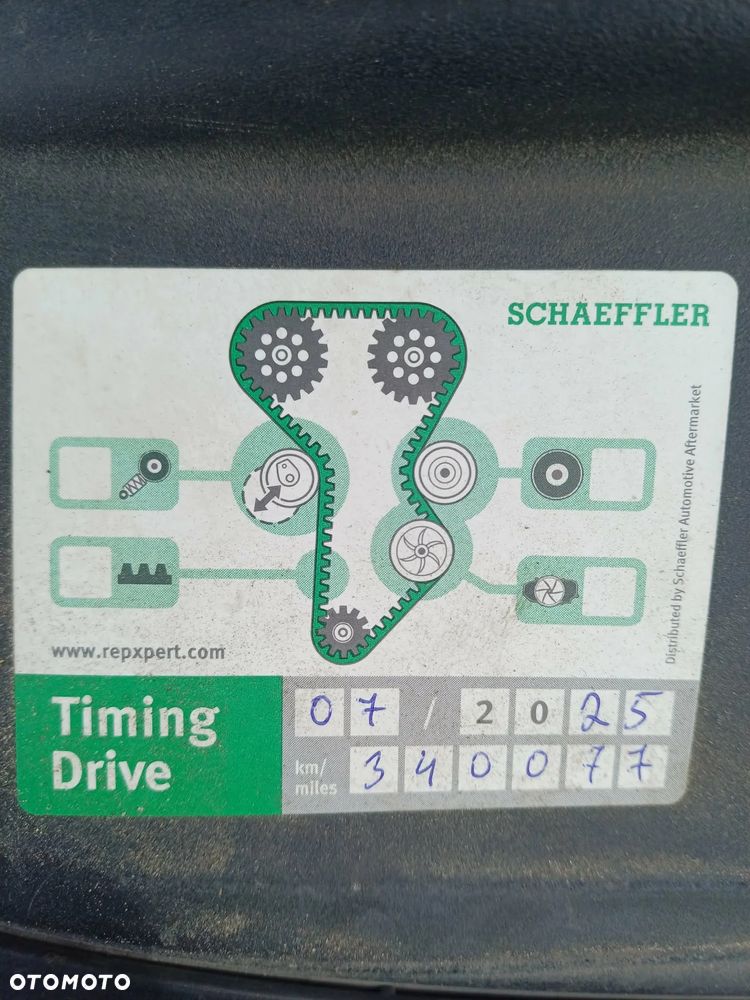 SCHAEFFLER
Distributed by Schaeffler Automotive Aftermarket
www.repxpert.com
Timing
Drive
07 / 2025
km/
miles
340077
OTOMOTO